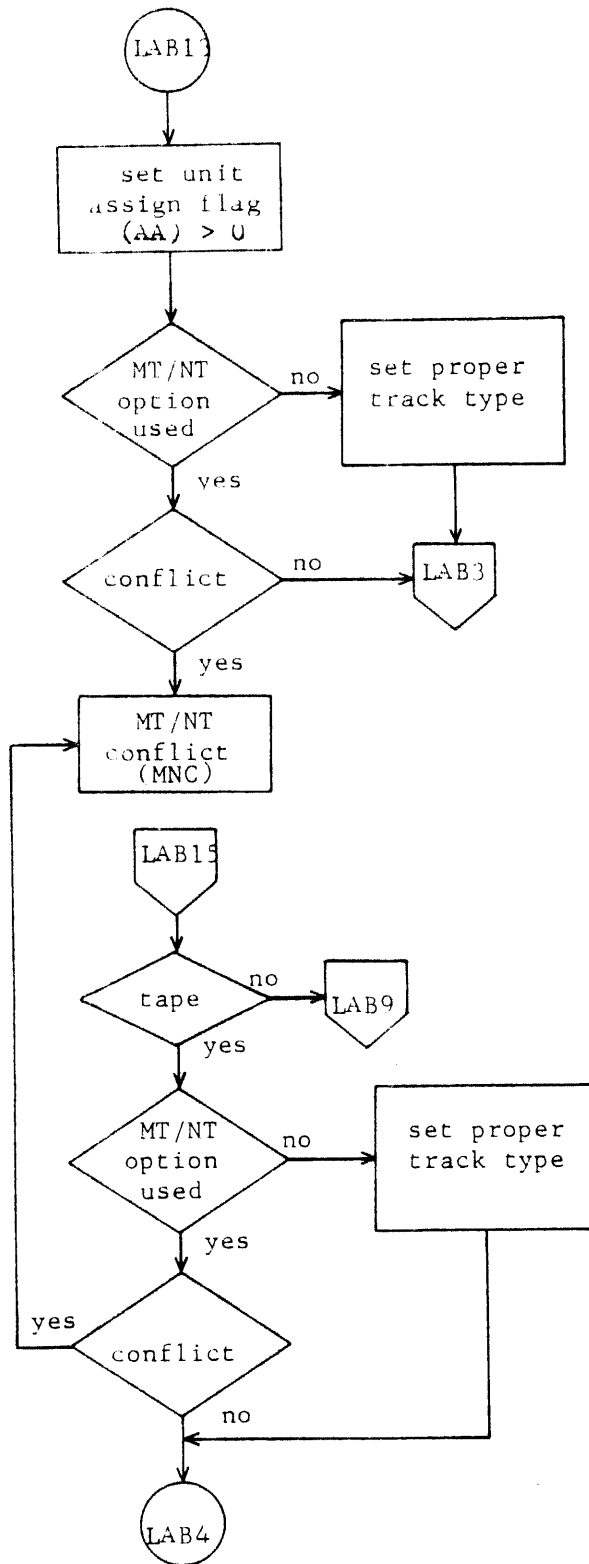 set unit
assign flag
(AA) > 0
MT/NT
option
used
no
set proper
track type
yes
conflict
no
LAB3
yes
MT/NT
conflict
(MNC)
LAB15
tape
no
LAB9
yes
MT/NT
option
used
no
set proper
track type
yes
yes
conflict
no
LAB4